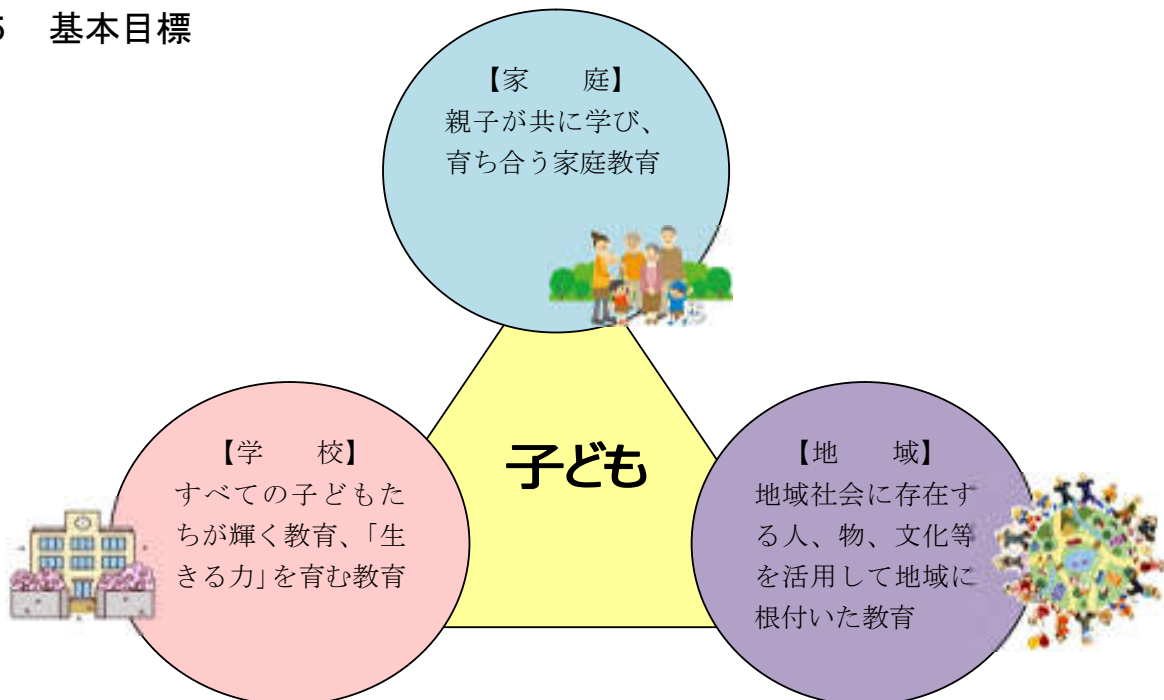 5　基本目標
【家　　庭】
親子が共に学び、
育ち合う家庭教育
子ども
【学　　校】
すべての子どもた
ちが輝く教育、「生
きる力」を育む教育
【地　　域】
地域社会に存在す
る人、物、文化等
を活用して地域に
根付いた教育